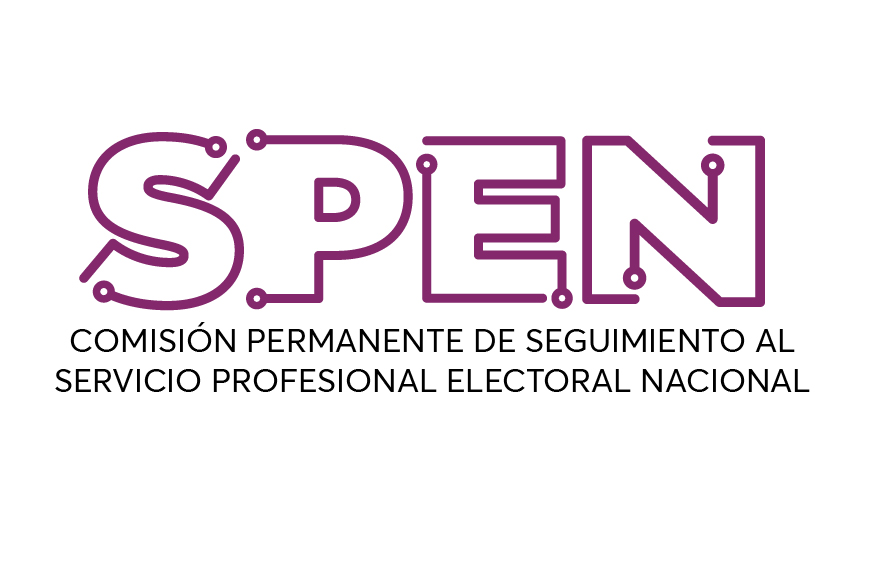 SPEN
COMISIÓN PERMANENTE DE SEGUIMIENTO AL
SERVICIO PROFESIONAL ELECTORAL NACIONAL